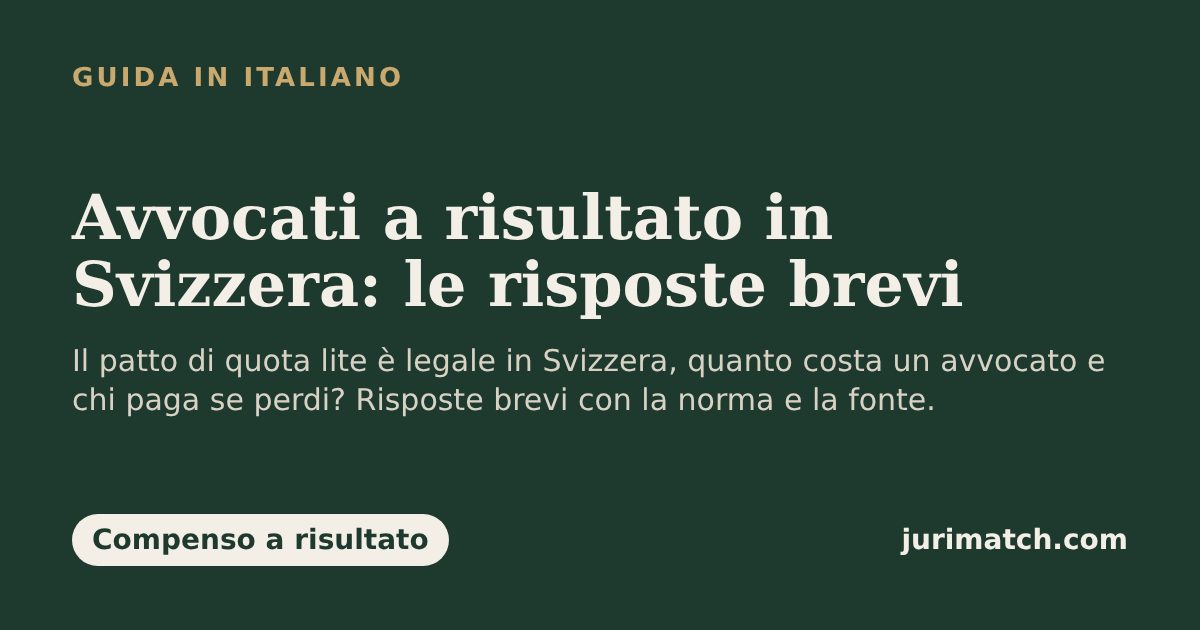 GUIDA IN ITALIANO
Avvocati a risultato in
Svizzera: le risposte brevi
Il patto di quota lite è legale in Svizzera, quanto costa un avvocato e
chi paga se perdi? Risposte brevi con la norma e la fonte.
Compenso a risultato
jurimatch.com